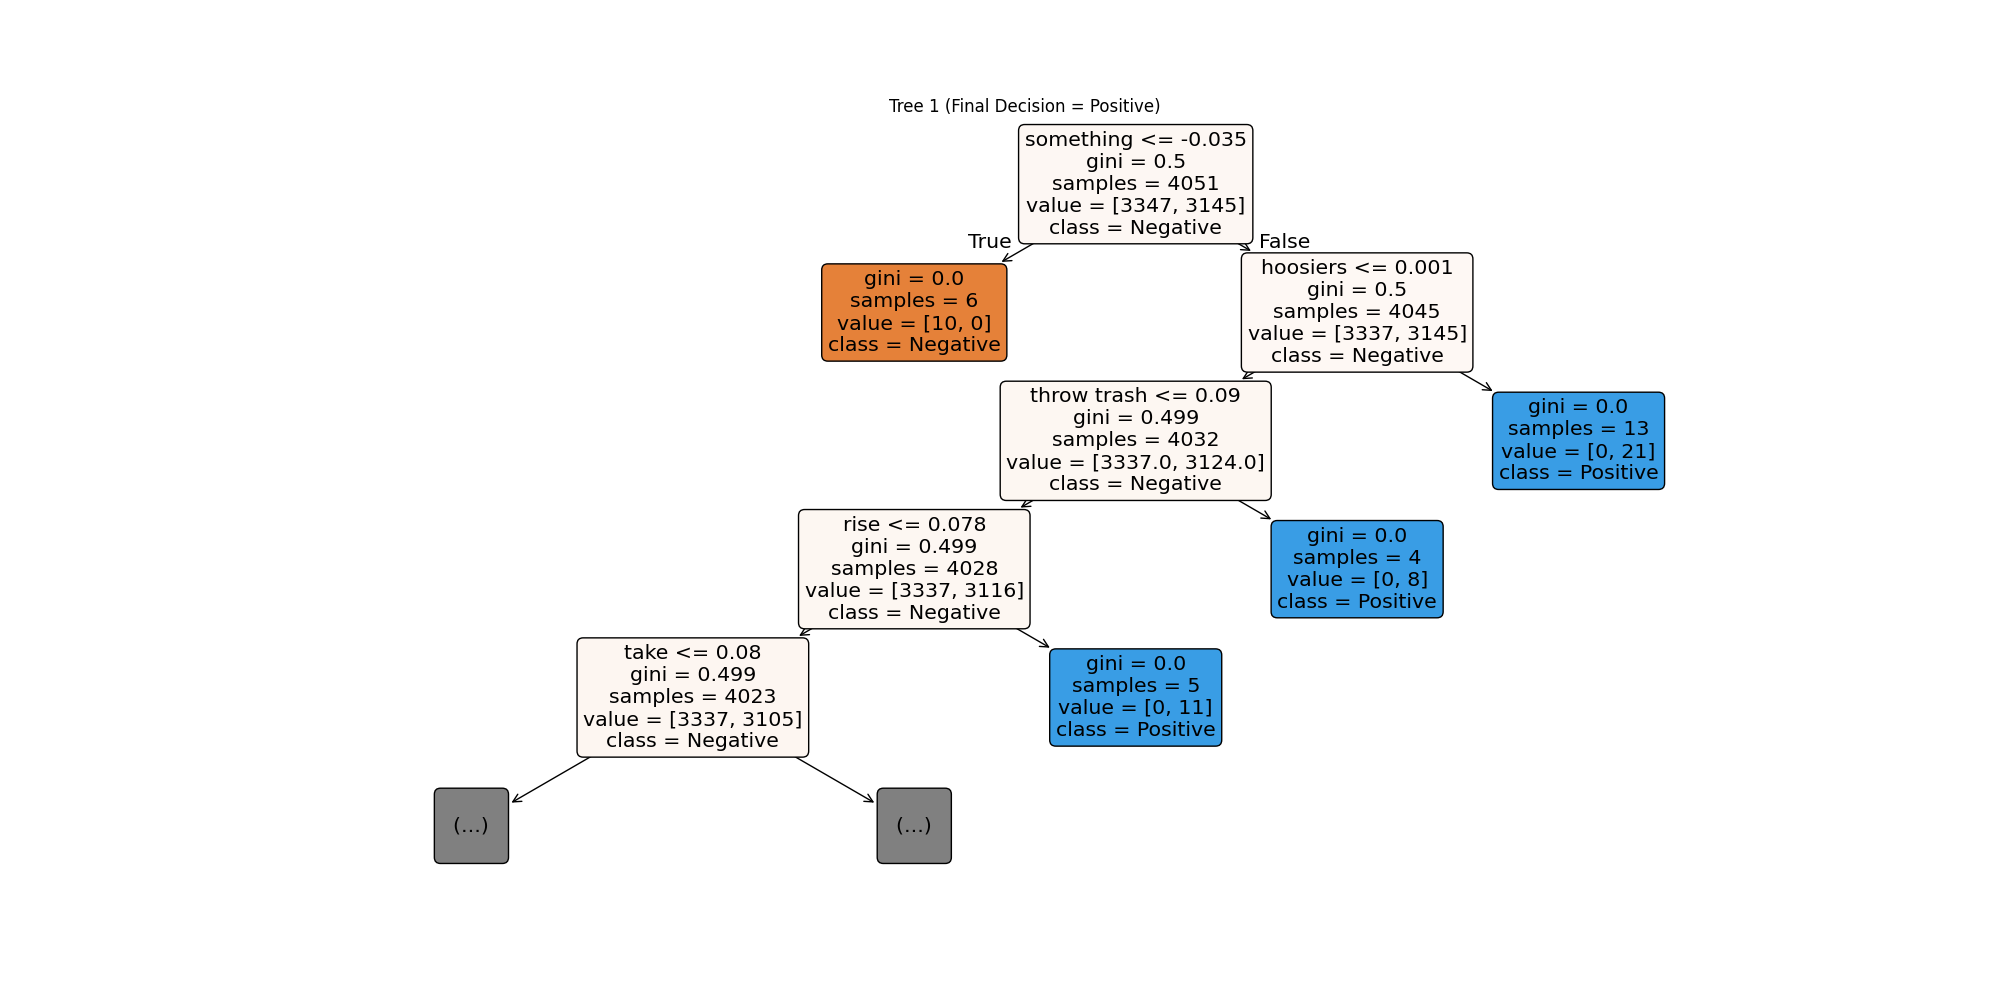 Tree 1 (Final Decision = Positive)
something <= -0.035
gini = 0.5
samples = 4051
value = [3347, 3145]
class = Negative
True
False
gini = 0.0
samples = 6
value = [10, 0]
class = Negative
hoosiers <= 0.001
gini = 0.5
samples = 4045
value = [3337, 3145]
class = Negative
throw trash <= 0.09
gini = 0.499
samples = 4032
value = [3337.0, 3124.0]
class = Negative
gini = 0.0
samples = 13
value = [0, 21]
class = Positive
rise <= 0.078
gini = 0.499
samples = 4028
value = [3337, 3116]
class = Negative
gini = 0.0
samples = 4
value = [0, 8]
class = Positive
take <= 0.08
gini = 0.499
samples = 4023
value = [3337, 3105]
class = Negative
gini = 0.0
samples = 5
value = [0, 11]
class = Positive
(...)
(...)